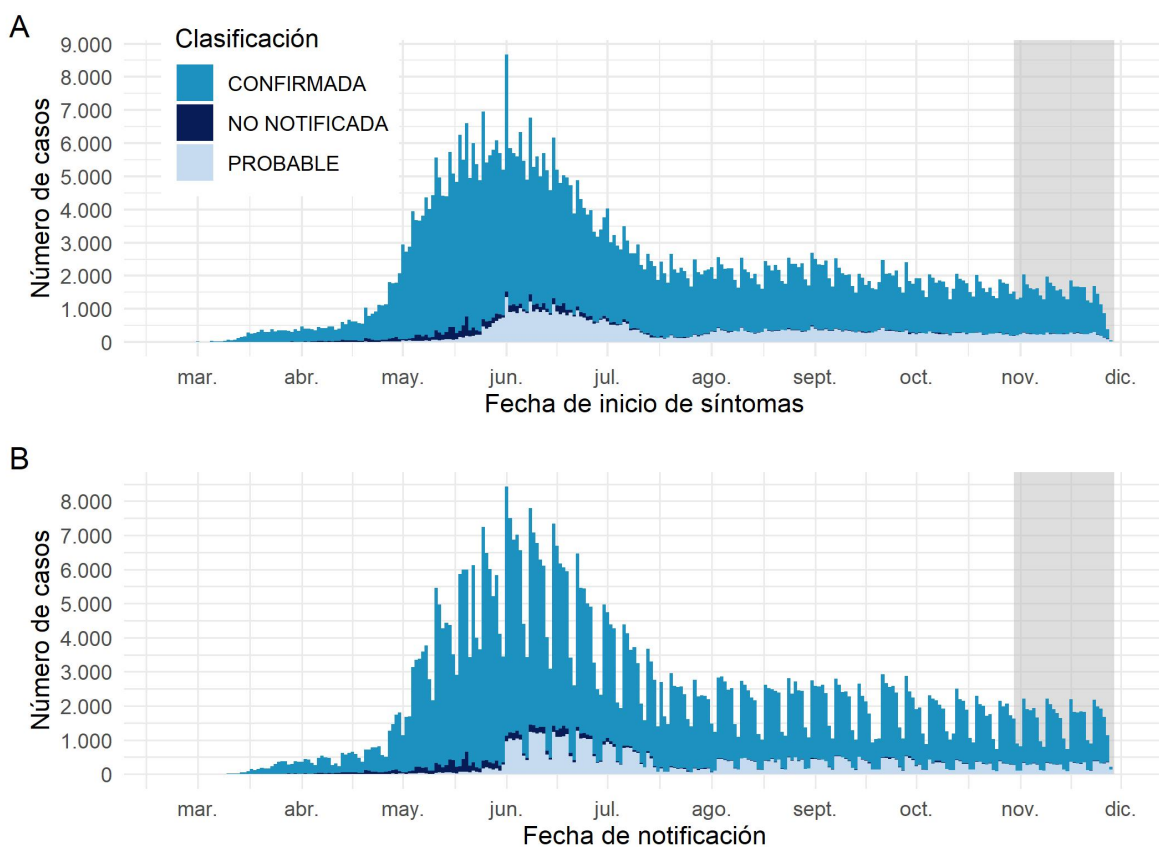 A
Clasificación
CONFIRMADA
NO NOTIFICADA
PROBABLE
Número de casos
9.000
8.000
7.000
6.000
5.000
4.000
3.000
2.000
1.000
0
mar. abr. may. jun. jul. ago. sept. oct. nov. dic.
Fecha de inicio de síntomas
B
Número de casos
8.000
7.000
6.000
5.000
4.000
3.000
2.000
1.000
0
mar. abr. may. jun. jul. ago. sept. oct. nov. dic.
Fecha de notificación